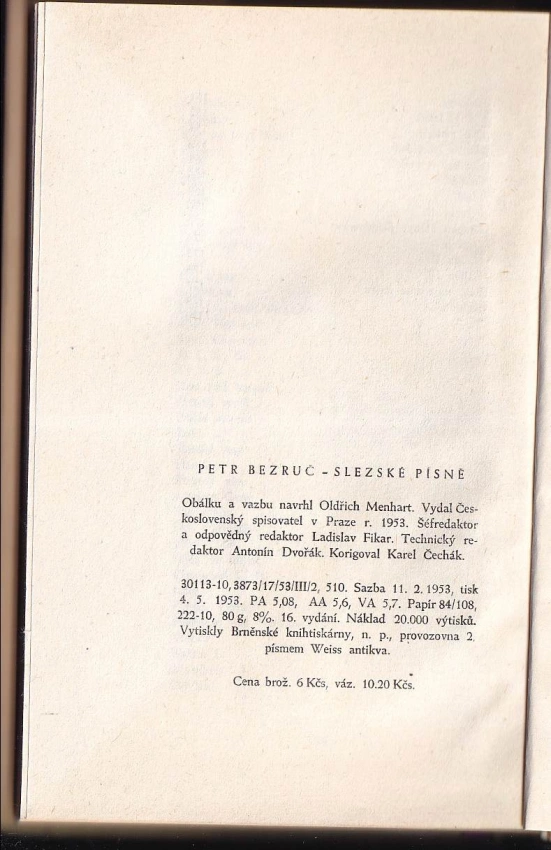 PETR BEZRUČ – SLEZSKÉ PÍSNĚ
Obálku a vazbu navrhl Oldřich Menhart. Vydal Čes-
koslovenský spisovatel v Praze r. 1953. Šéfredaktor
a odpovědný redaktor Ladislav Fikar. Technický re-
daktor Antonín Dvořák. Korigoval Karel Čechák.
30113-10, 3873/17/53/III/2, 510. Sazba 11. 2. 1953, tisk
4. 5. 1953. PA 5,08, AA 5,6, VA 5,7. Papír 84/108,
222-10, 80 g, 8%. 16. vydání. Náklad 20.000 výtisků.
Vytiskly Brněnské knihtiskárny, n. p., provozovna 2
písmem Weiss antikva.
Cena brož. 6 Kčs, váz. 10.20 Kčs.